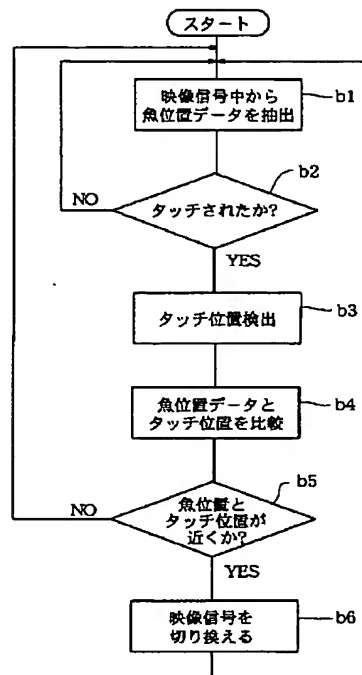 スタート
映像信号中から
魚位置データを抽出
b1
b2
タッチされたか?
NO
YES
タッチ位置検出
b3
魚位置データと
タッチ位置を比較
b4
b5
魚位置と
タッチ位置が
近くか?
NO
YES
映像信号を
切り換える
b6